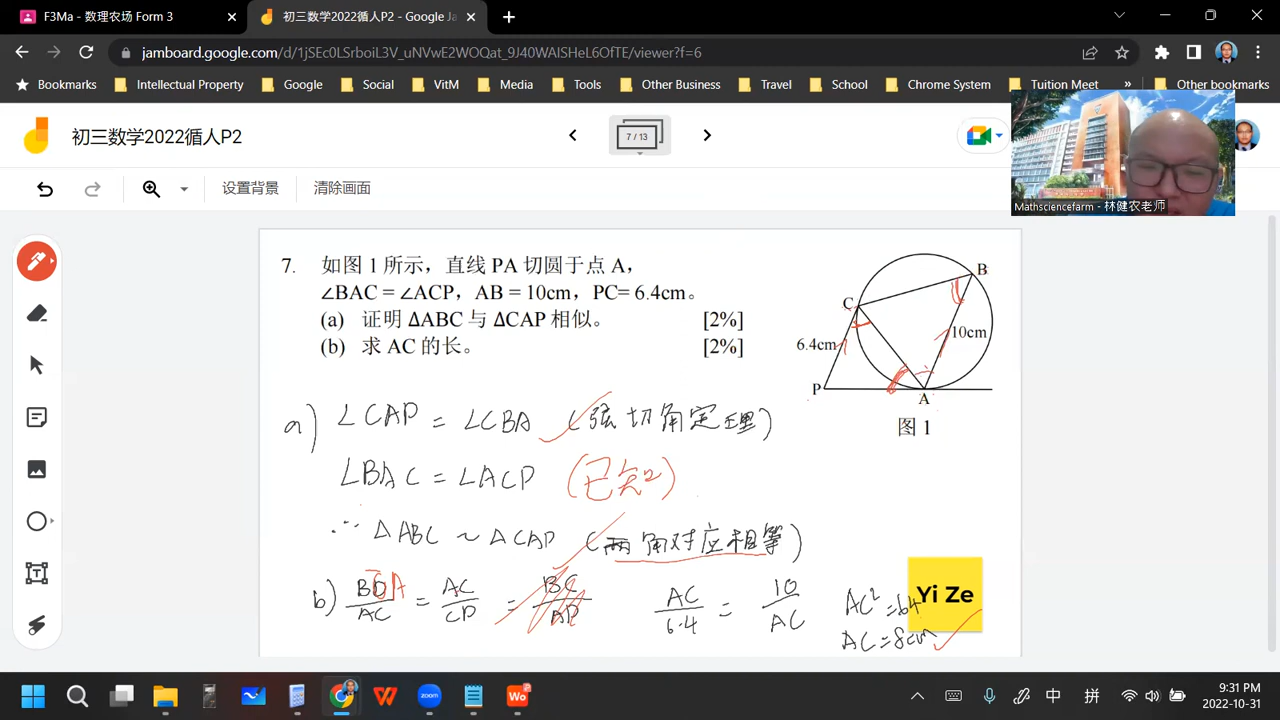 F3Ma - 数理农场 Form 3
初三数学2022循人P2 - Google Ja
jamboard.google.com/d/1jSEc0LSrboiL3V_uNVwE2WOQat_9J40WAISHeL6OfTE/viewer?f=6
Bookmarks Intellectual Property Google Social VitM Media Tools Other Business Travel School Chrome System Tuition Meet » Other bookmarks
初三数学2022循人P2
7 / 13
Mathsciencefarm - 林健农老师
设置背景 清除画面
7. 如图 1 所示，直线 PA 切圆于点 A，
∠BAC = ∠ACP，AB = 10cm，PC= 6.4cm。
(a) 证明 ΔABC 与 ΔCAP 相似。 [2%]
(b) 求 AC 的长。 [2%]
B
C
10cm
6.4cm
P
A
图 1
a) ∠CAP = ∠CBA (弦切角定理)
∠BAC = ∠ACP (已知)
∴ ΔABC ~ ΔCAP (两角对应相等)
b) BA/AC = AC/CP = BC/AP AC/6.4 = 10/AC AC² = 64
AC = 8cm
Yi Ze
Wo
zoom
中 拼
9:31 PM
2022-10-31